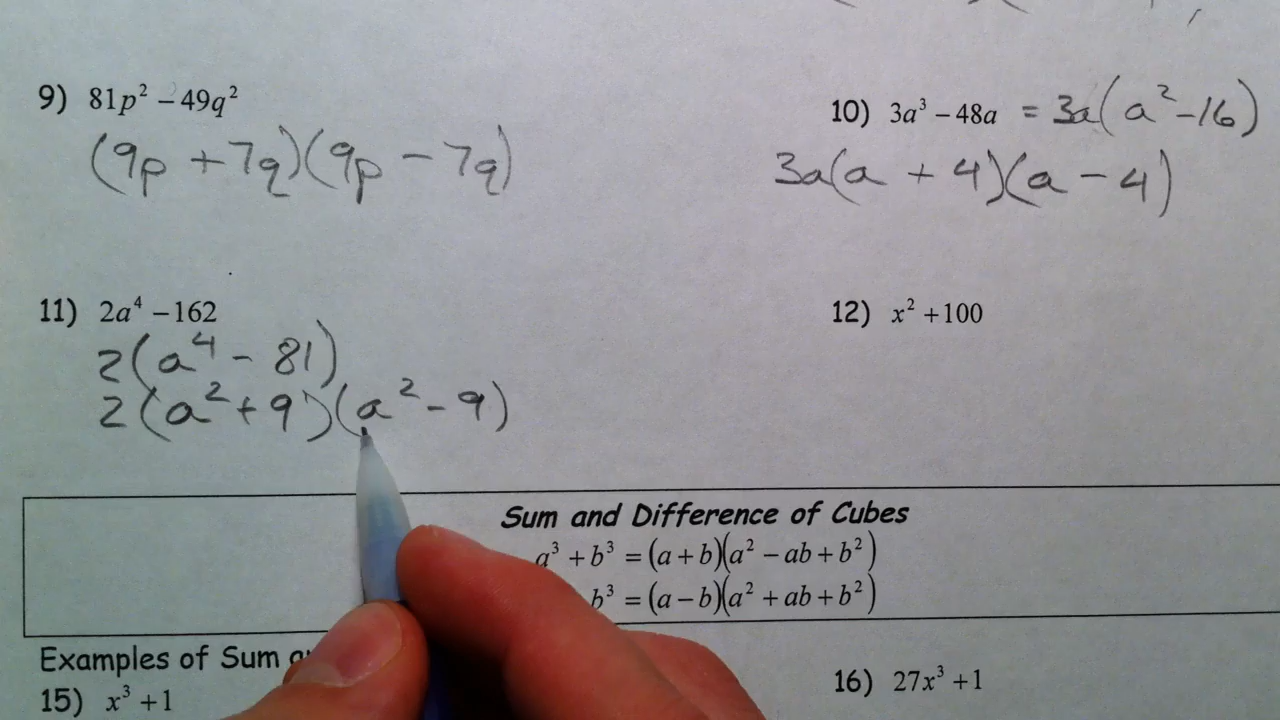 9) 81p² – 49q²
(9p + 7q)(9p – 7q)
10) 3a³ – 48a = 3a(a² – 16)
3a(a + 4)(a – 4)
11) 2a⁴ – 162
2(a⁴ – 81)
2(a² + 9)(a² – 9)
12) x² + 100
Sum and Difference of Cubes
a³ + b³ = (a + b)(a² – ab + b²)
b³ = (a – b)(a² + ab + b²)
Examples of Sum
15) x³ + 1
16) 27x³ + 1